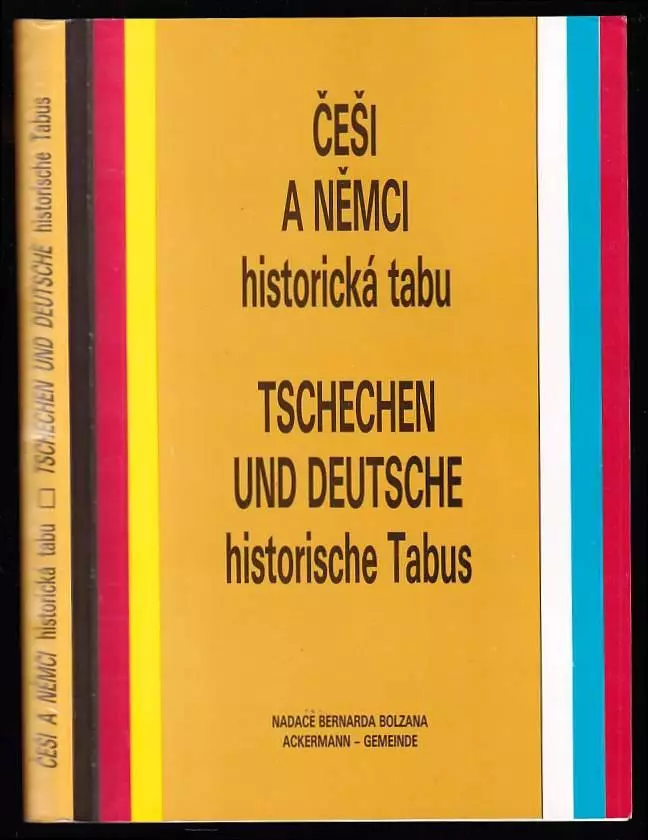 ČEŠI A NĚMCI historická tabu □ TSCHECHEN UND DEUTSCHE historische Tabus
ČEŠI
A NĚMCI
historická tabu
TSCHECHEN
UND DEUTSCHE
historische Tabus
NADACE BERNARDA BOLZANA
ACKERMANN – GEMEINDE